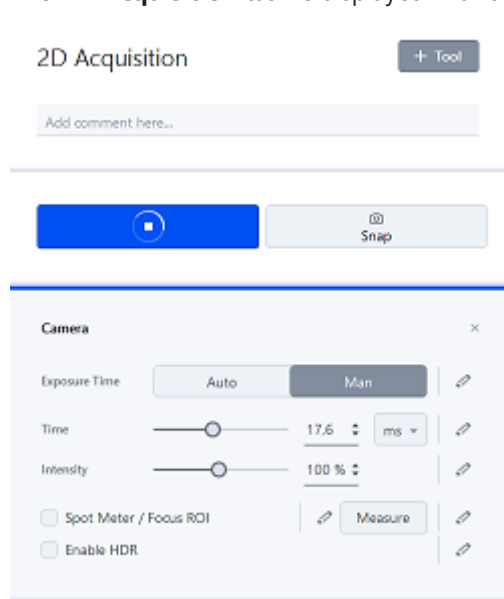 2D Acquisition
+ Tool
Add comment here...
Snap
Camera
Exposure Time Auto Man
Time 17,6 ms
Intensity 100 %
Spot Meter / Focus ROI Measure
Enable HDR